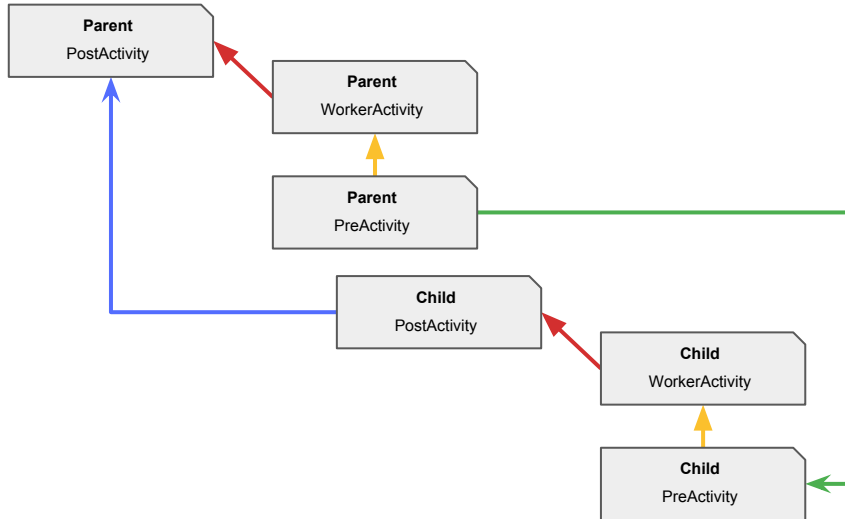 Parent
PostActivity
Parent
WorkerActivity
Parent
PreActivity
Child
PostActivity
Child
WorkerActivity
Child
PreActivity